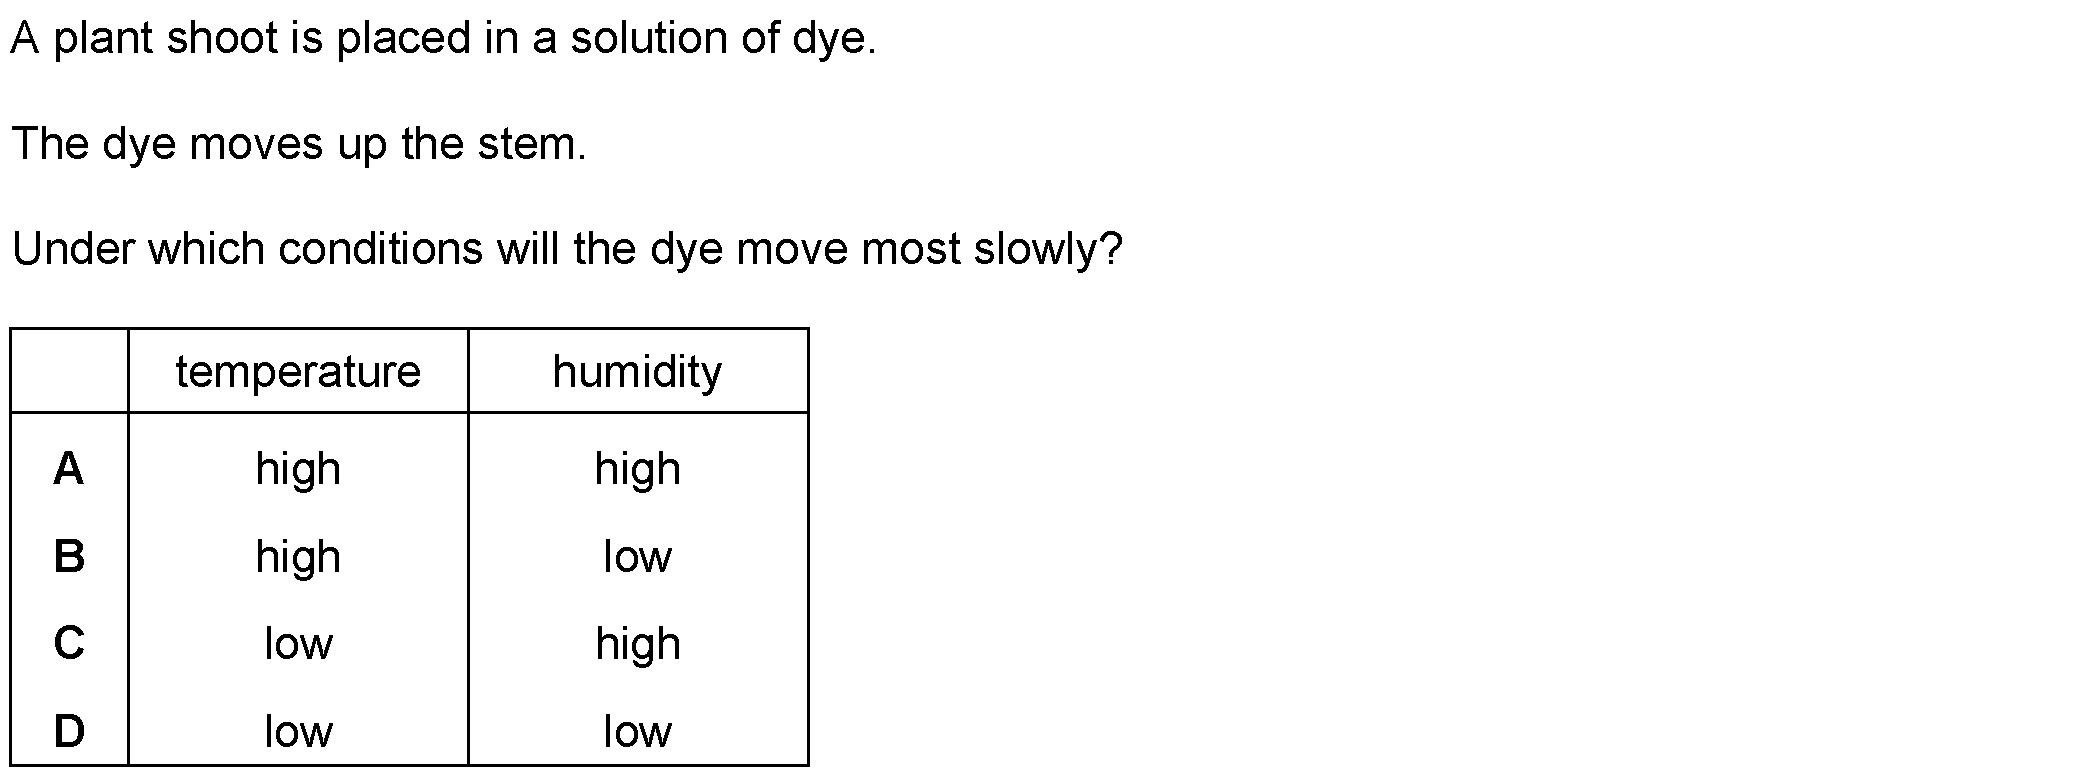 A plant shoot is placed in a solution of dye.
The dye moves up the stem.
Under which conditions will the dye move most slowly?
temperature humidity
A high high
B high low
C low high
D low low